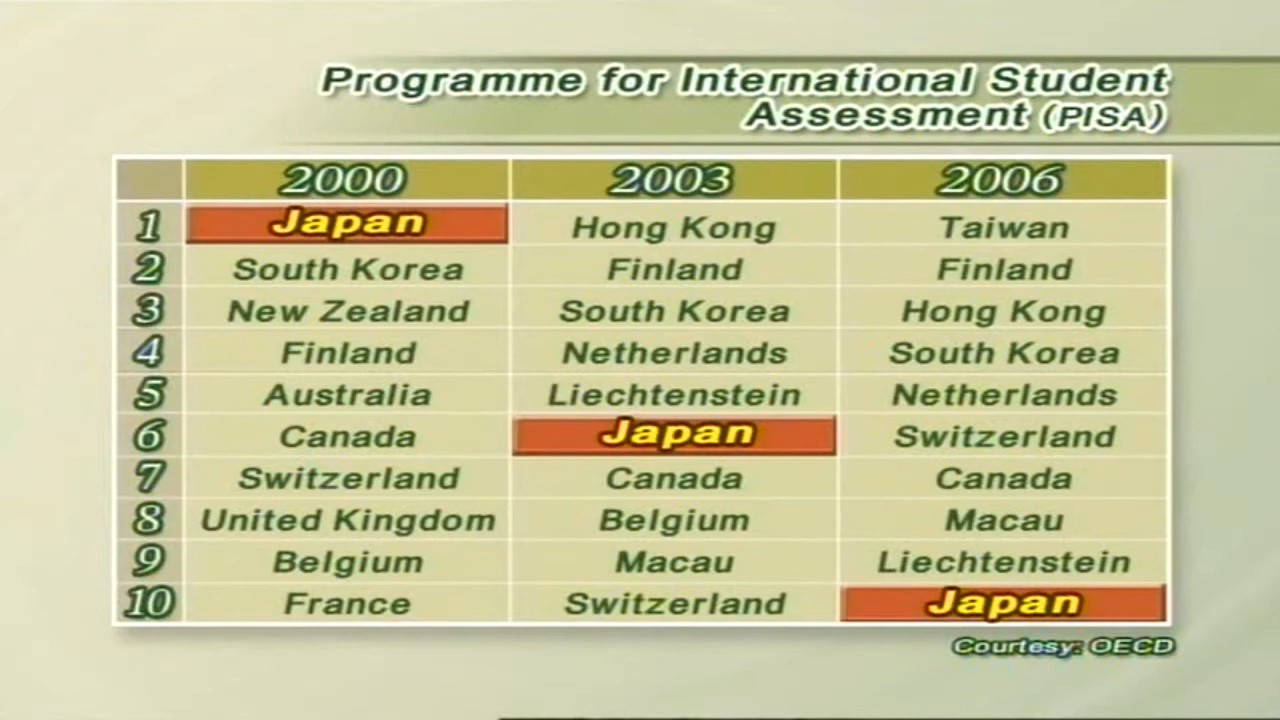 Programme for International Student
Assessment (PISA)
2000 2003 2006
1 Japan Hong Kong Taiwan
2 South Korea Finland Finland
3 New Zealand South Korea Hong Kong
4 Finland Netherlands South Korea
5 Australia Liechtenstein Netherlands
6 Canada Japan Switzerland
7 Switzerland Canada Canada
8 United Kingdom Belgium Macau
9 Belgium Macau Liechtenstein
10 France Switzerland Japan
Courtesy: OECD